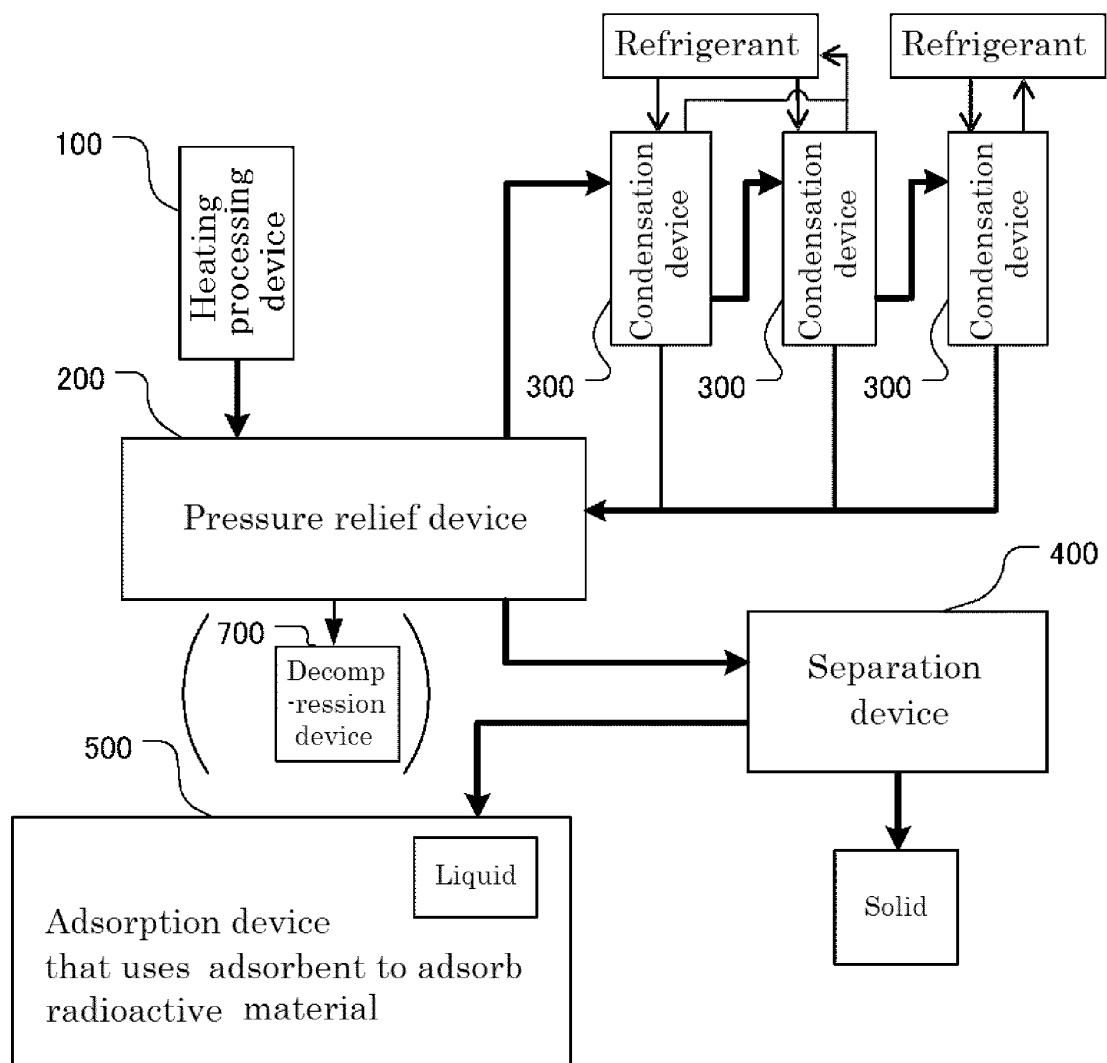 Refrigerant
Refrigerant
100
Heating
processing
device
Condensation
device
Condensation
device
Condensation
device
300
300
300
200
Pressure relief device
400
Separation
device
700
Decomp
-ression
device
500
Liquid
Solid
Adsorption device
that uses adsorbent to adsorb
radioactive material